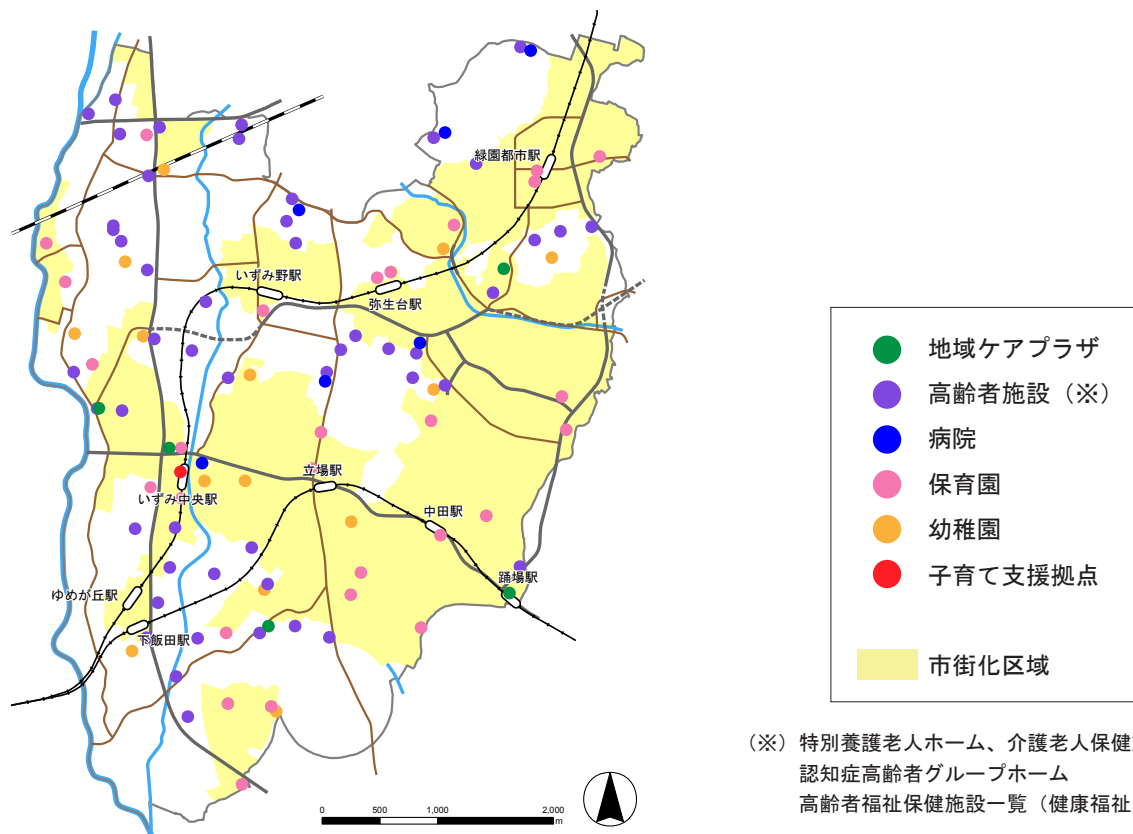 緑園都市駅
いずみ野駅
弥生台駅
立場駅
いずみ中央駅
中田駅
踊場駅
ゆめが丘駅
下飯田駅
0 500 1,000 2,000
m
地域ケアプラザ
高齢者施設（※）
病院
保育園
幼稚園
子育て支援拠点
市街化区域
（※）特別養護老人ホーム、介護老人保健
認知症高齢者グループホーム
高齢者福祉保健施設一覧（健康福祉